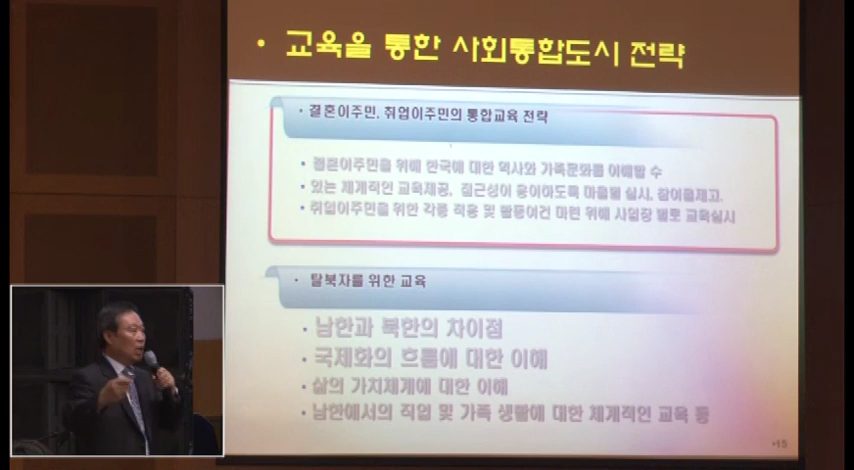 • 교육을 통한 사회통합도시 전략
• 결혼이주민, 취업이주민의 통합교육 전략
• 결혼이주민을 위해 한국에 대한 역사와 가족문화를 이해할 수
• 있는 체계적인 교육제공, 접근성이 용이하도록 마을별 실시, 참여율제고.
• 취업이주민을 위한 각종 적응 및 활동여건 마련 위해 사업장 별로 교육실시
• 탈북자를 위한 교육
• 남한과 북한의 차이점
• 국제화의 흐름에 대한 이해
• 삶의 가치체계에 대한 이해
• 남한에서의 직업 및 가족 생활에 대한 체계적인 교육 등
•15